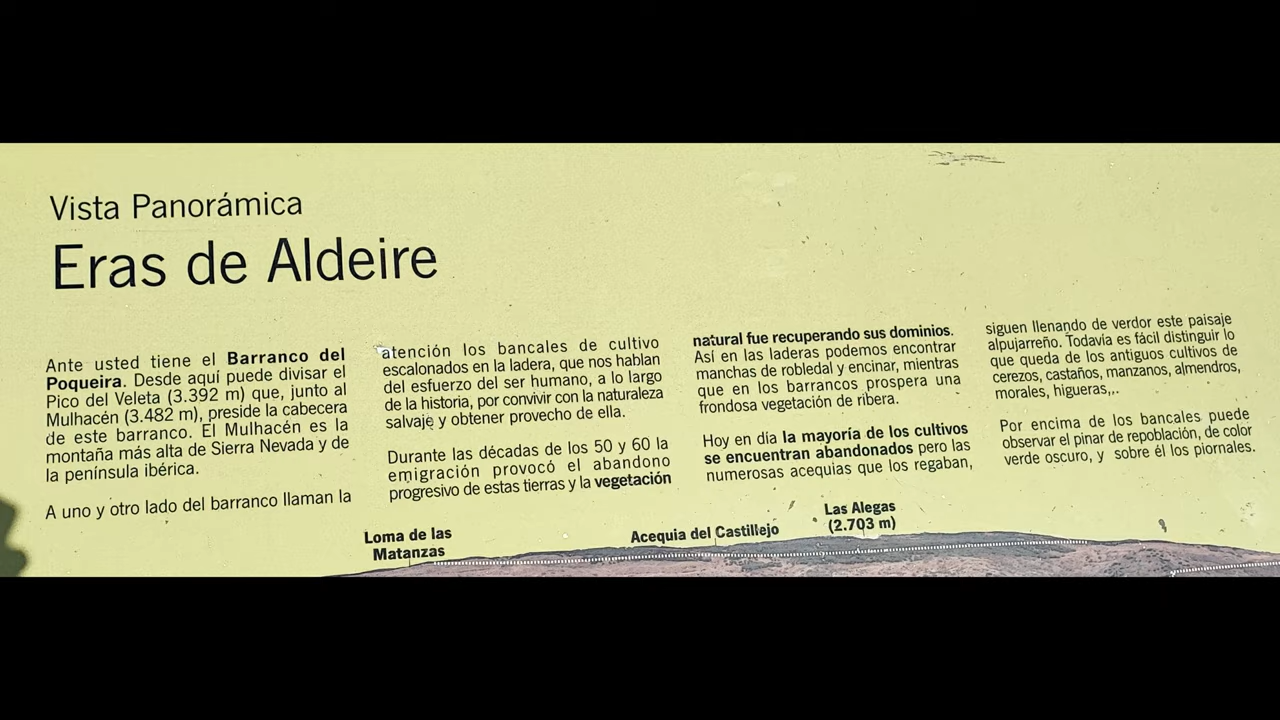 Vista Panorámica
Eras de Aldeire
Ante usted tiene el Barranco del
Poqueira. Desde aquí puede divisar el
Pico del Veleta (3.392 m) que, junto al
Mulhacén (3.482 m), preside la cabecera
de este barranco. El Mulhacén es la
montaña más alta de Sierra Nevada y de
la península ibérica.
A uno y otro lado del barranco llaman la
atención los bancales de cultivo
escalonados en la ladera, que nos hablan
del esfuerzo del ser humano, a lo largo
de la historia, por convivir con la naturaleza
salvaje y obtener provecho de ella.
Durante las décadas de los 50 y 60 la
emigración provocó el abandono
progresivo de estas tierras y la vegetación
natural fue recuperando sus dominios.
Así en las laderas podemos encontrar
manchas de robledal y encinar, mientras
que en los barrancos prospera una
frondosa vegetación de ribera.
Hoy en día la mayoría de los cultivos
se encuentran abandonados pero las
numerosas acequias que los regaban,
siguen llenando de verdor este paisaje
alpujarreño. Todavía es fácil distinguir lo
que queda de los antiguos cultivos de
cerezos, castaños, manzanos, almendros,
morales, higueras,..
Por encima de los bancales puede
observar el pinar de repoblación, de color
verde oscuro, y sobre él los piornales.
Loma de las
Matanzas
Acequia del Castillejo
Las Alegas
(2.703 m)